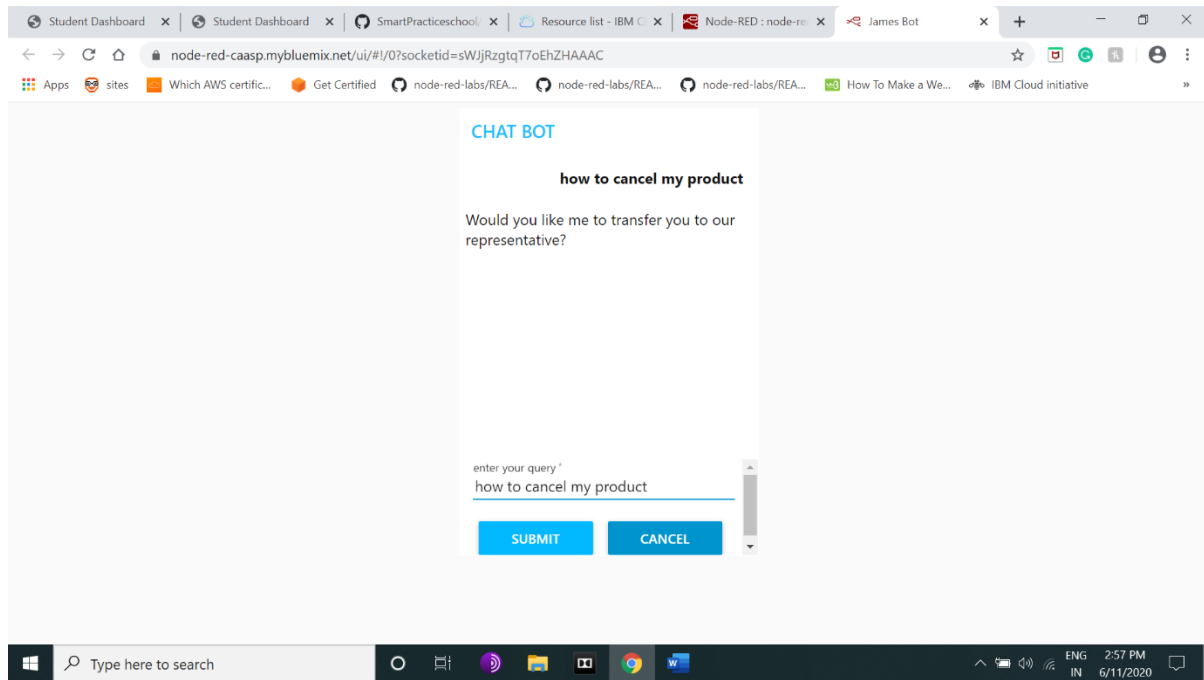 Student Dashboard
Student Dashboard
SmartPracticeschool/
Resource list - IBM C
Node-RED : node-re
James Bot
node-red-caasp.mybluemix.net/ui/#!/0?socketid=sWJjRzgtqT7oEhZHAAAC
Apps
sites
Which AWS certific...
Get Certified
node-red-labs/REA...
node-red-labs/REA...
node-red-labs/REA...
How To Make a We...
IBM Cloud initiative
»
CHAT BOT
how to cancel my product
Would you like me to transfer you to our
representative?
enter your query *
how to cancel my product
SUBMIT
CANCEL
Type here to search
ENG
IN
2:57 PM
6/11/2020